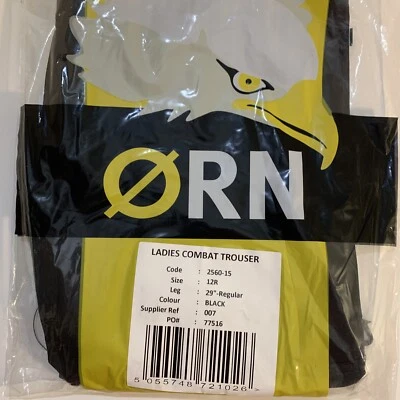 ØRN
LADIES COMBAT TROUSER
Code : 2560-15
Size : 12R
Leg : 29"-Regular
Colour : BLACK
Supplier Ref : 007
PO# : 77516
5 055748 721026 >